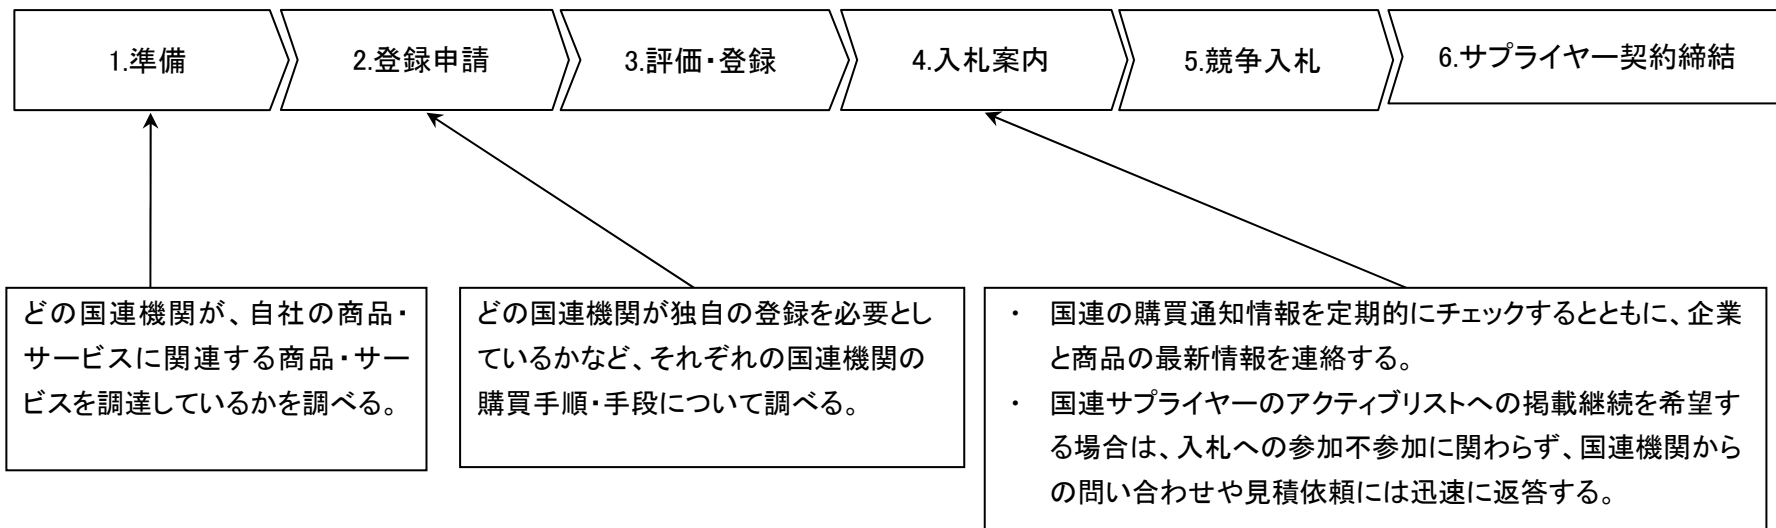 1.準備
2.登録申請
3.評価・登録
4.入札案内
5.競争入札
6.サプライヤー契約締結
どの国連機関が、自社の商品・
サービスに関連する商品・サー
ビスを調達しているかを調べる。
どの国連機関が独自の登録を必要とし
ているかなど、それぞれの国連機関の
購買手順・手段について調べる。
・ 国連の購買通知情報を定期的にチェックするとともに、企業
と商品の最新情報を連絡する。
・ 国連サプライヤーのアクティブリストへの掲載継続を希望す
る場合は、入札への参加不参加に関わらず、国連機関から
の問い合わせや見積依頼には迅速に返答する。